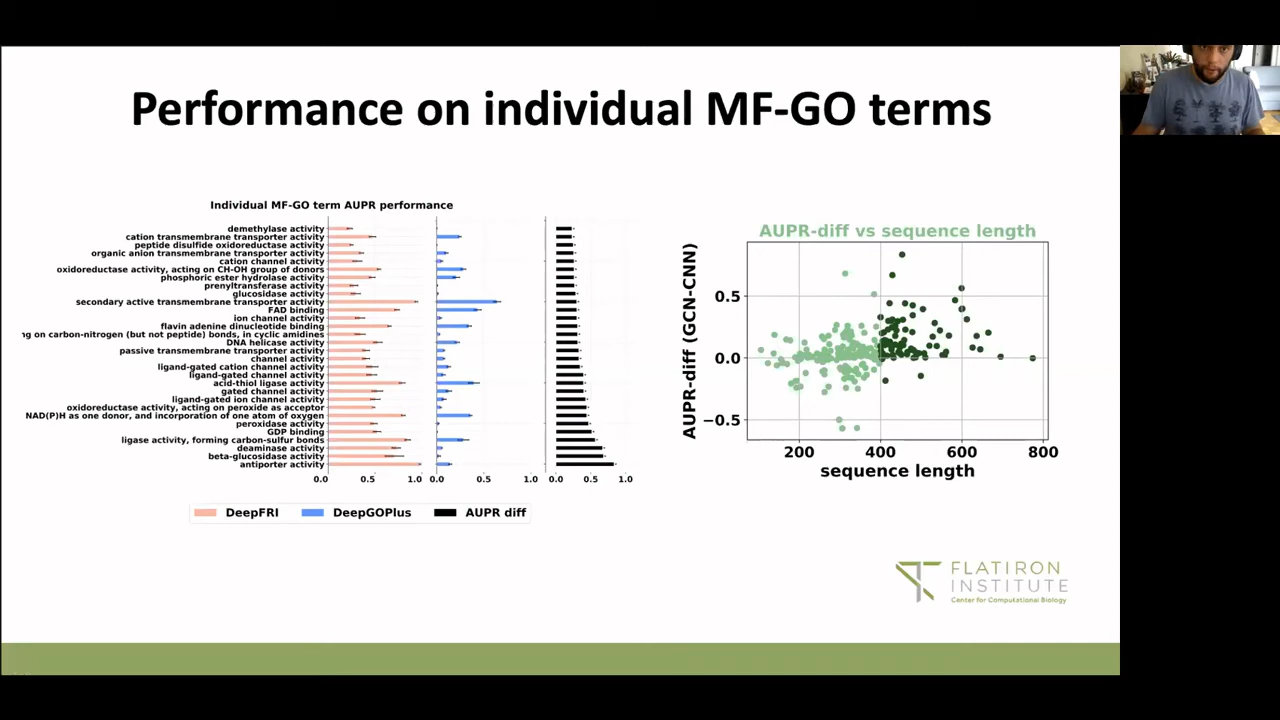 Performance on individual MF-GO terms
Individual MF-GO term AUPR performance
demethylase activity
cation transmembrane transporter activity
peptide disulfide oxidoreductase activity
organic anion transmembrane transporter activity
cation channel activity
oxidoreductase activity, acting on CH-OH group of donors
phosphoric ester hydrolase activity
prenyltransferase activity
glucosidase activity
secondary active transmembrane transporter activity
FAD binding
ion channel activity
flavin adenine dinucleotide binding
ng on carbon-nitrogen (but not peptide) bonds, in cyclic amidines
DNA helicase activity
passive transmembrane transporter activity
channel activity
ligand-gated cation channel activity
ligand-gated channel activity
acid-thiol ligase activity
gated channel activity
ligand-gated ion channel activity
oxidoreductase activity, acting on peroxide as acceptor
NAD(P)H as one donor, and incorporation of one atom of oxygen
peroxidase activity
GDP binding
ligase activity, forming carbon-sulfur bonds
deaminase activity
beta-glucosidase activity
antiporter activity
0.0 0.5 1.0 0.0 0.5 1.0 0.0 0.5 1.0
DeepFRI DeepGOPlus AUPR diff
AUPR-diff vs sequence length
AUPR-diff (GCN-CNN)
0.5
0.0
−0.5
200 400 600 800
sequence length
FLATIRON
INSTITUTE
Center for Computational Biology